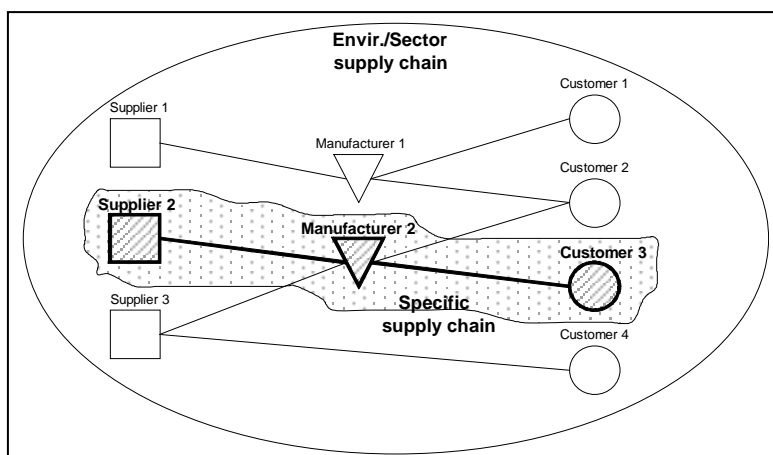 Envir./Sector
supply chain
Customer 1
Supplier 1
Manufacturer 1
Customer 2
Supplier 2
Manufacturer 2
Customer 3
Supplier 3
Specific
supply chain
Customer 4